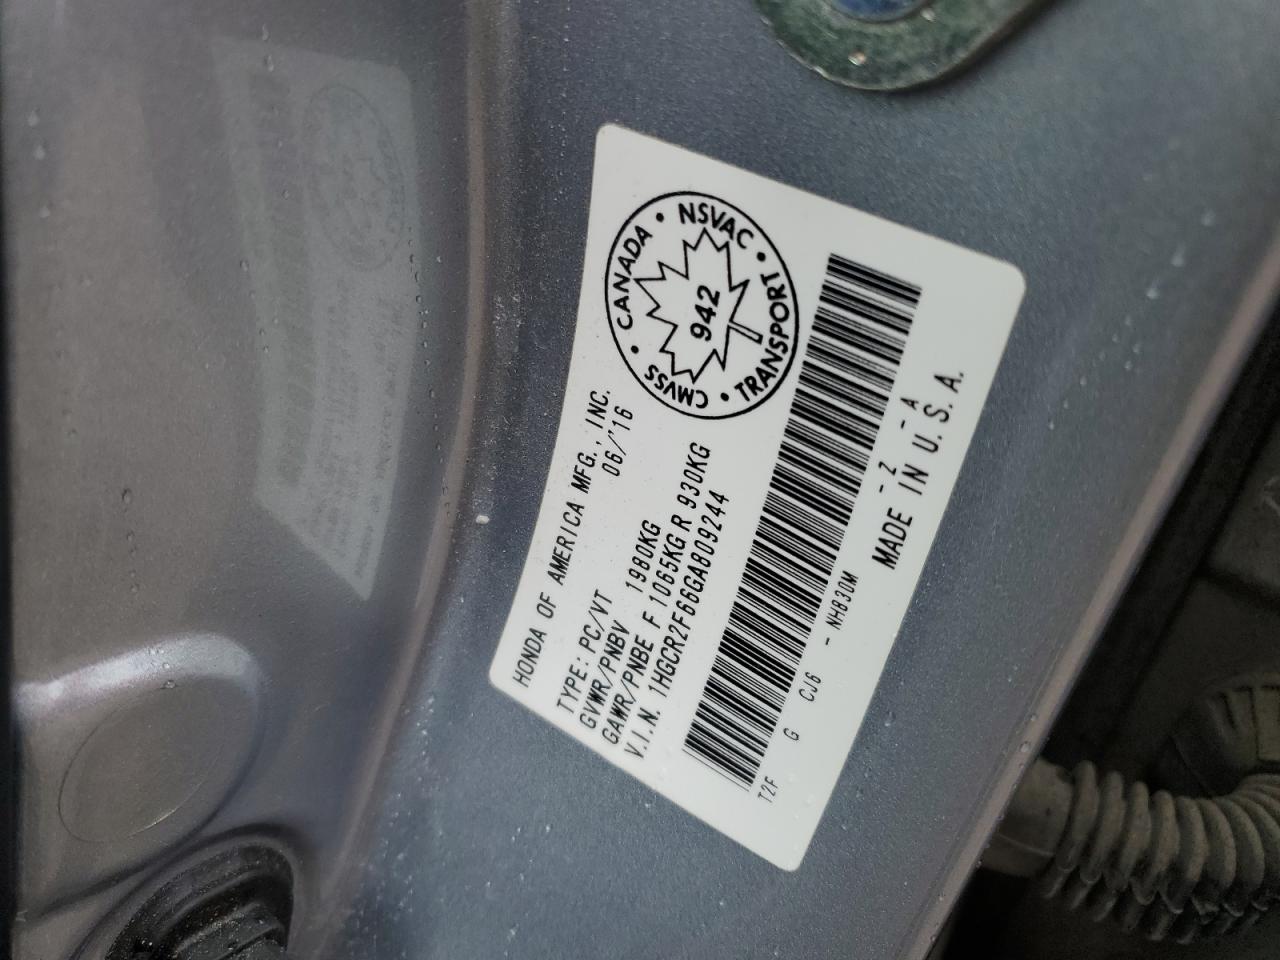 HONDA OF AMERICA MFG., INC.
06/'16
TYPE: PC/VT
GVWR/PNBV 1980KG
GAWR/PNBE F 1065KG R 930KG
V.I.N. 1HGCR2F66GA809244
CANADA • NSVAC • TRANSPORT • CMVSS •
942
T2F
G CJ6 - NH830M - Z - A
MADE IN U.S.A.